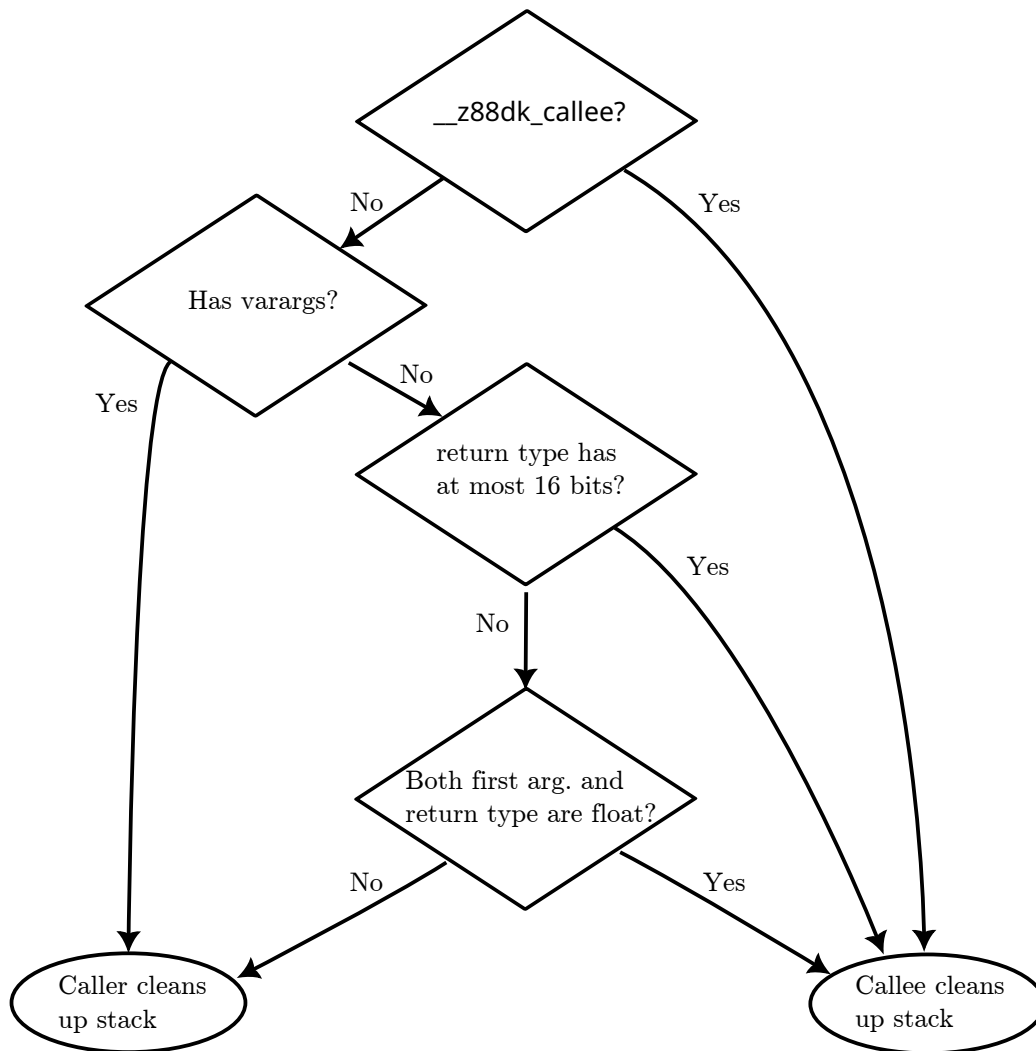 __z88dk_callee?
No
Yes
Has varargs?
Yes
No
return type has
at most 16 bits?
Yes
No
Both first arg. and
return type are float?
No
Yes
Caller cleans
up stack
Callee cleans
up stack